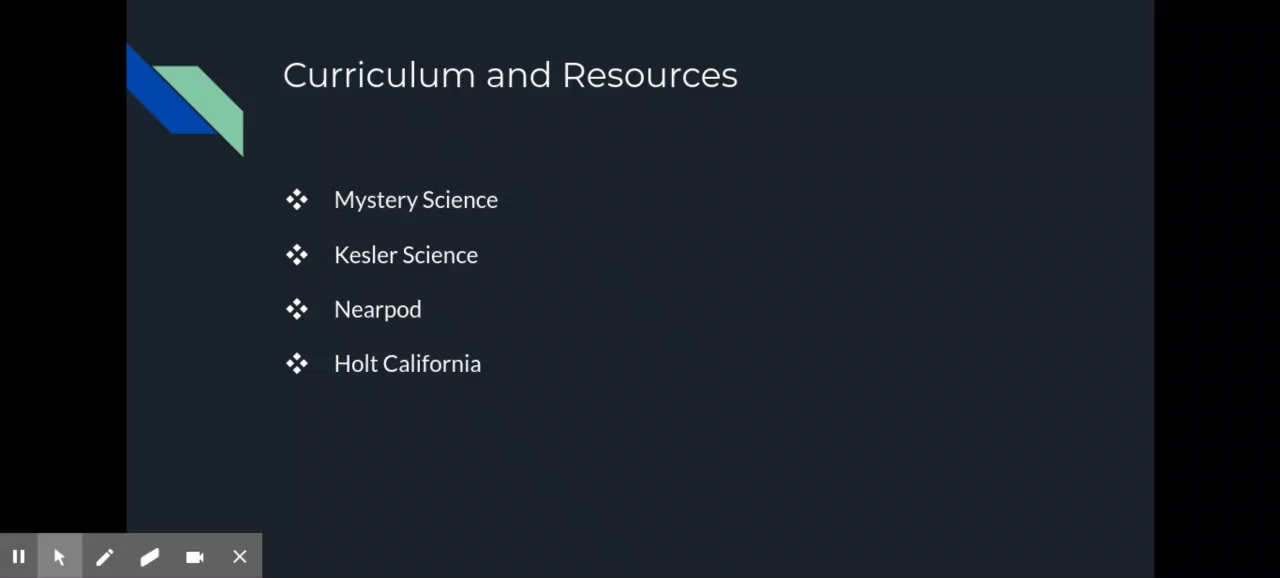 Curriculum and Resources
Mystery Science
Kesler Science
Nearpod
Holt California